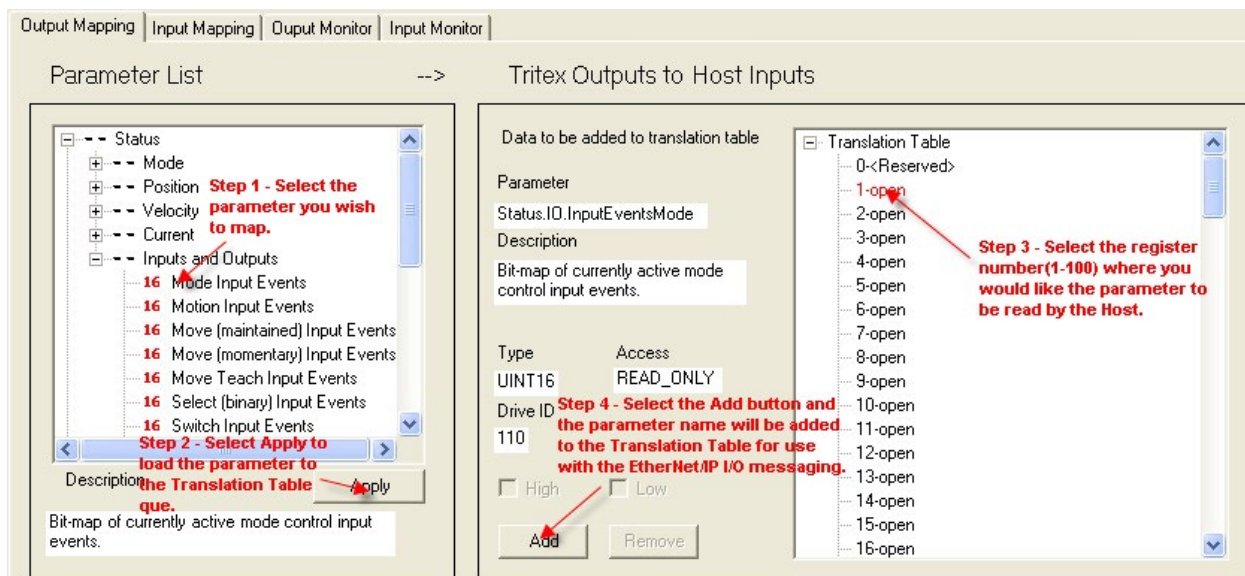 Output Mapping
Input Mapping
Ouput Monitor
Input Monitor
Parameter List
-->
Tritex Outputs to Host Inputs
Status
Mode
Position
Velocity
Current
Inputs and Outputs
16 Mode Input Events
16 Motion Input Events
16 Move (maintained) Input Events
16 Move (momentary) Input Events
16 Move Teach Input Events
16 Select (binary) Input Events
16 Switch Input Events
Step 1 - Select the
parameter you wish
to map.
Step 2 - Select Apply to
load the parameter to
the Translation Table
que.
Description
Apply
Bit-map of currently active mode control input
events.
Data to be added to translation table
Parameter
Status.IO.InputEventsMode
Description
Bit-map of currently active mode
control input events.
Type
Access
UINT16
READ_ONLY
Drive ID
110
Step 4 - Select the Add button and
the parameter name will be added
to the Translation Table for use
with the EtherNet/IP I/O messaging.
High
Low
Add
Remove
Translation Table
0-<Reserved>
1-open
2-open
3-open
4-open
5-open
6-open
7-open
8-open
9-open
10-open
11-open
12-open
13-open
14-open
15-open
16-open
Step 3 - Select the register
number(1-100) where you
would like the parameter to
be read by the Host.